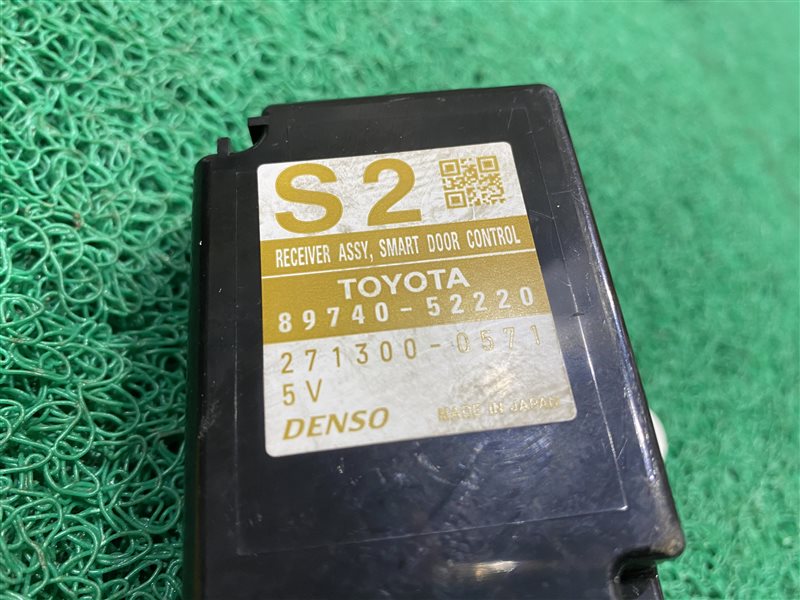 S2
RECEIVER ASSY, SMART DOOR CONTROL
TOYOTA
89740-52220
271300-0571
5V
DENSO MADE IN JAPAN